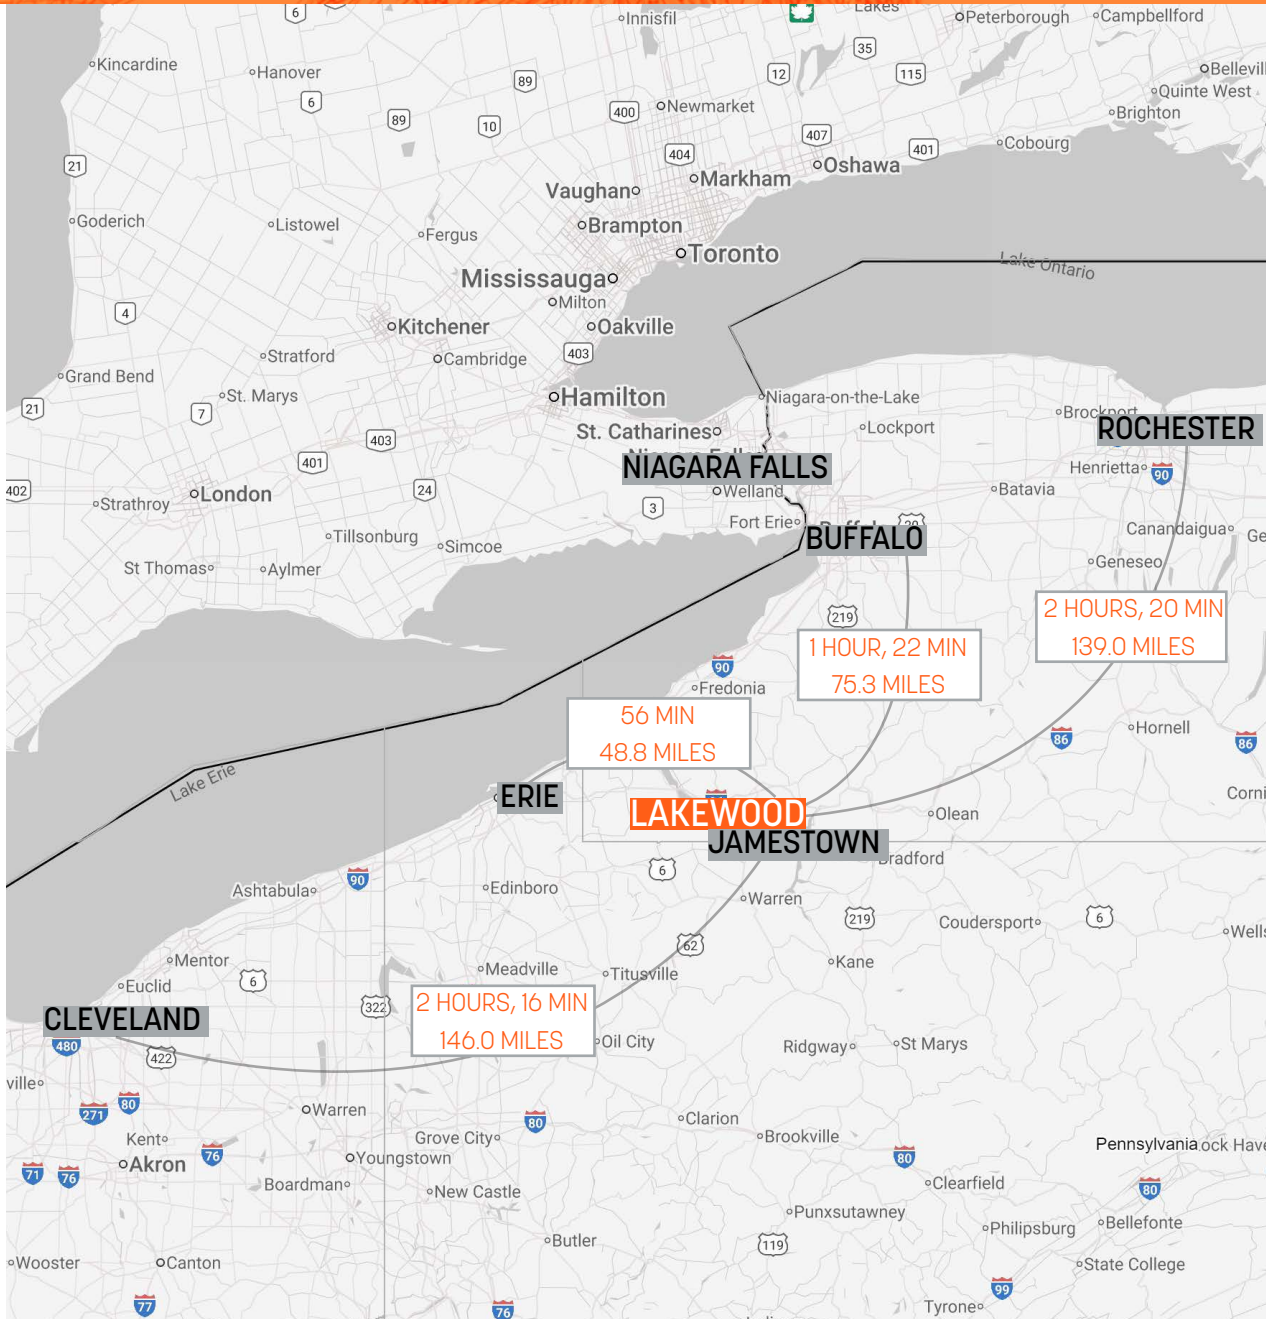 6
Innisfil
Lakes
Peterborough
Campbellford
Kincardine
Hanover
35
12
115
Quinte West
6
89
Newmarket
400
Brighton
89
10
407
404
401
Cobourg
21
Markham
Oshawa
Vaughan
Goderich
Listowel
Fergus
Brampton
Toronto
Lake Ontario
Mississauga
Milton
4
Kitchener
Oakville
Stratford
Cambridge
403
Grand Bend
St. Marys
Hamilton
Niagara-on-the-Lake
21
7
Brockport
403
St. Catharines
Lockport
ROCHESTER
401
NIAGARA FALLS
Henrietta
90
402
London
24
Welland
Batavia
Strathroy
3
Fort Erie
Canandaigua
Tillsonburg
Simcoe
BUFFALO
St Thomas
Aylmer
Geneseo
219
2 HOURS, 20 MIN
139.0 MILES
1 HOUR, 22 MIN
75.3 MILES
90
Fredonia
56 MIN
48.8 MILES
Hornell
86
86
Lake Erie
ERIE
LAKEWOOD
Olean
JAMESTOWN
Bradford
6
90
Ashtabula
Edinboro
Warren
219
Coudersport
6
62
Mentor
Meadville
Titusville
Kane
Euclid
6
322
2 HOURS, 16 MIN
146.0 MILES
CLEVELAND
480
422
Oil City
Ridgway
St Marys
271
80
Warren
80
Clarion
Kent
Grove City
Brookville
Pennsylvania
76
Akron
Youngstown
80
71
76
Boardman
New Castle
Clearfield
80
Punxsutawney
Philipsburg
Bellefonte
Butler
119
Wooster
Canton
State College
99
77
76
Tyrone